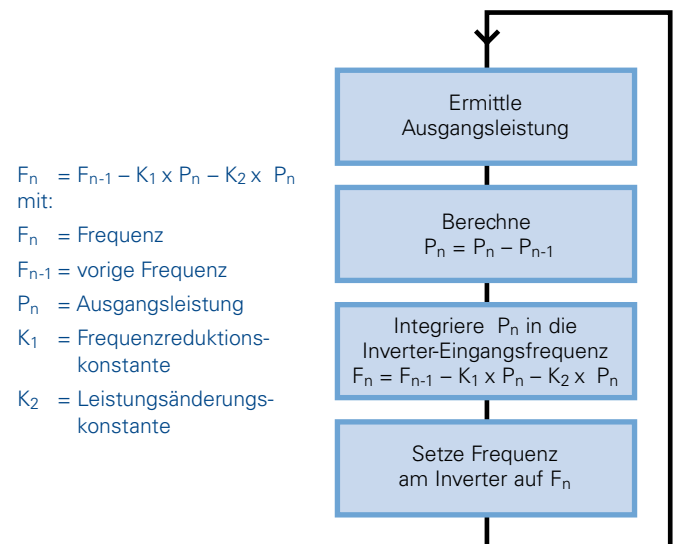 Fₙ = Fₙ₋₁ – K₁ x Pₙ – K₂ x Pₙ
mit:
Fₙ = Frequenz
Fₙ₋₁ = vorige Frequenz
Pₙ = Ausgangsleistung
K₁ = Frequenzreduktions-
konstante
K₂ = Leistungsänderungs-
konstante
Ermittle
Ausgangsleistung
Berechne
Pₙ = Pₙ – Pₙ₋₁
Integriere Pₙ in die
Inverter-Eingangsfrequenz
Fₙ = Fₙ₋₁ – K₁ x Pₙ – K₂ x Pₙ
Setze Frequenz
am Inverter auf Fₙ